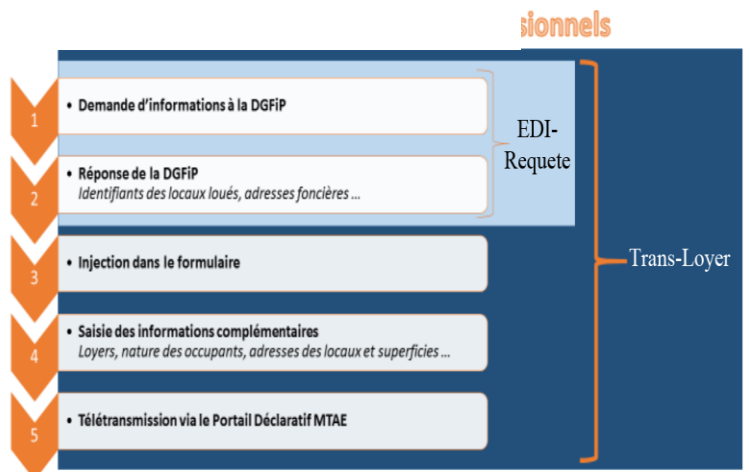 sionnels
1
• Demande d'informations à la DGFiP
EDI-
Requete
2
• Réponse de la DGFiP
Identifiants des locaux loués, adresses foncières ...
Trans-Loyer
3
• Injection dans le formulaire
4
• Saisie des informations complémentaires
Loyers, nature des occupants, adresses des locaux et superficies ...
5
• Télétransmission via le Portail Déclaratif MTAE